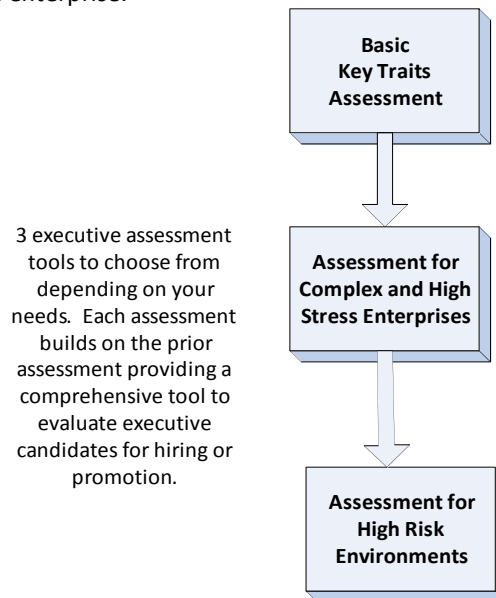 enterprise.
Basic
Key Traits
Assessment
3 executive assessment
tools to choose from
depending on your
needs.  Each assessment
builds on the prior
assessment providing a
comprehensive tool to
evaluate executive
candidates for hiring or
promotion.
Assessment for
Complex and High
Stress Enterprises
Assessment for
High Risk
Environments